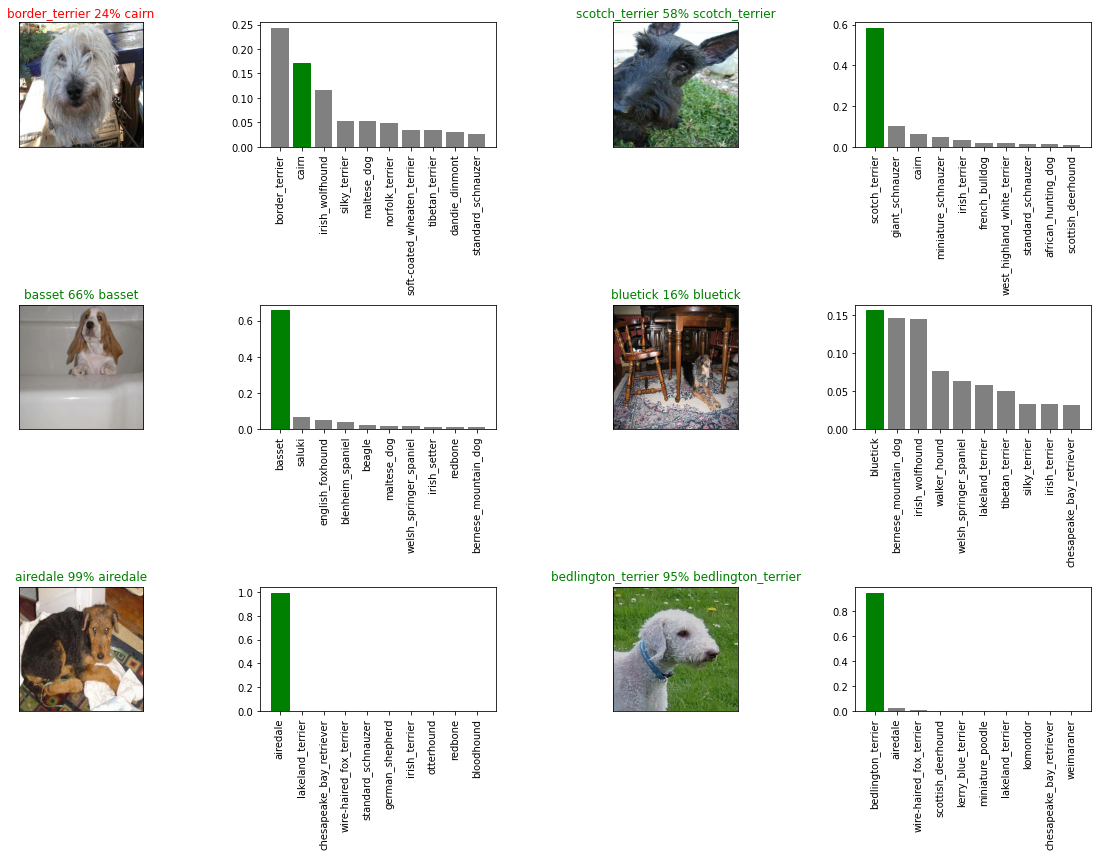 border_terrier 24% cairn
0.25
0.20
0.15
0.10
0.05
0.00
border_terrier
cairn
irish_wolfhound
silky_terrier
maltese_dog
norfolk_terrier
soft-coated_wheaten_terrier
tibetan_terrier
dandie_dinmont
standard_schnauzer
scotch_terrier 58% scotch_terrier
0.6
0.4
0.2
0.0
scotch_terrier
giant_schnauzer
cairn
miniature_schnauzer
irish_terrier
french_bulldog
west_highland_white_terrier
standard_schnauzer
african_hunting_dog
scottish_deerhound
basset 66% basset
0.6
0.4
0.2
0.0
basset
saluki
english_foxhound
blenheim_spaniel
beagle
maltese_dog
welsh_springer_spaniel
irish_setter
redbone
bernese_mountain_dog
bluetick 16% bluetick
0.15
0.10
0.05
0.00
bluetick
bernese_mountain_dog
irish_wolfhound
walker_hound
welsh_springer_spaniel
lakeland_terrier
tibetan_terrier
silky_terrier
irish_terrier
chesapeake_bay_retriever
airedale 99% airedale
1.0
0.8
0.6
0.4
0.2
0.0
airedale
lakeland_terrier
chesapeake_bay_retriever
wire-haired_fox_terrier
standard_schnauzer
german_shepherd
irish_terrier
otterhound
redbone
bloodhound
bedlington_terrier 95% bedlington_terrier
0.8
0.6
0.4
0.2
0.0
bedlington_terrier
airedale
wire-haired_fox_terrier
scottish_deerhound
kerry_blue_terrier
miniature_poodle
lakeland_terrier
komondor
chesapeake_bay_retriever
weimaraner